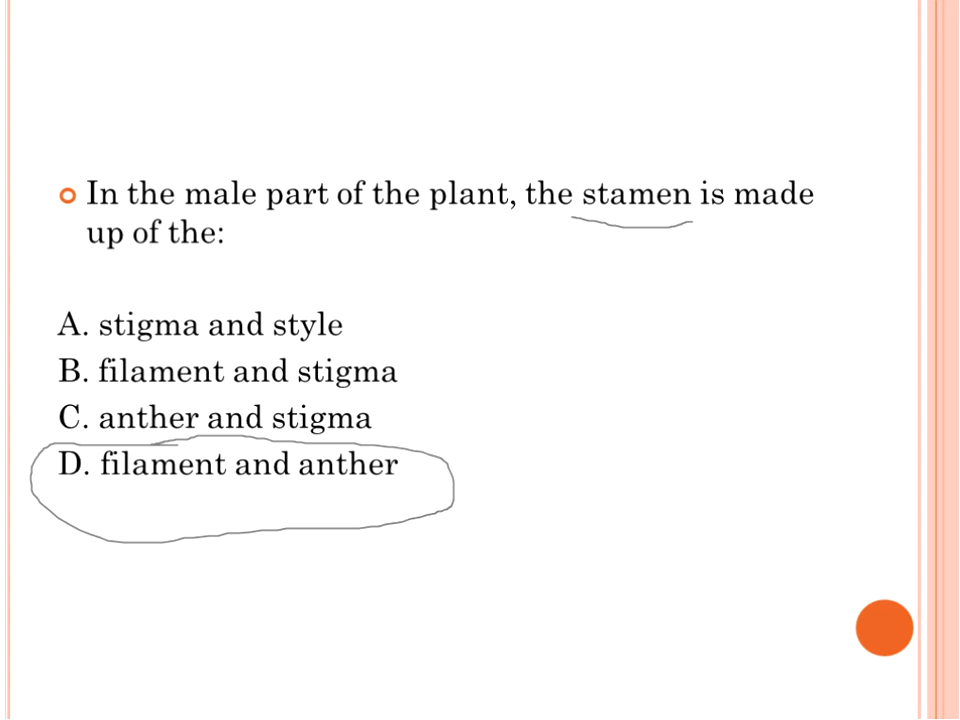 In the male part of the plant, the stamen is made
up of the:
A. stigma and style
B. filament and stigma
C. anther and stigma
D. filament and anther